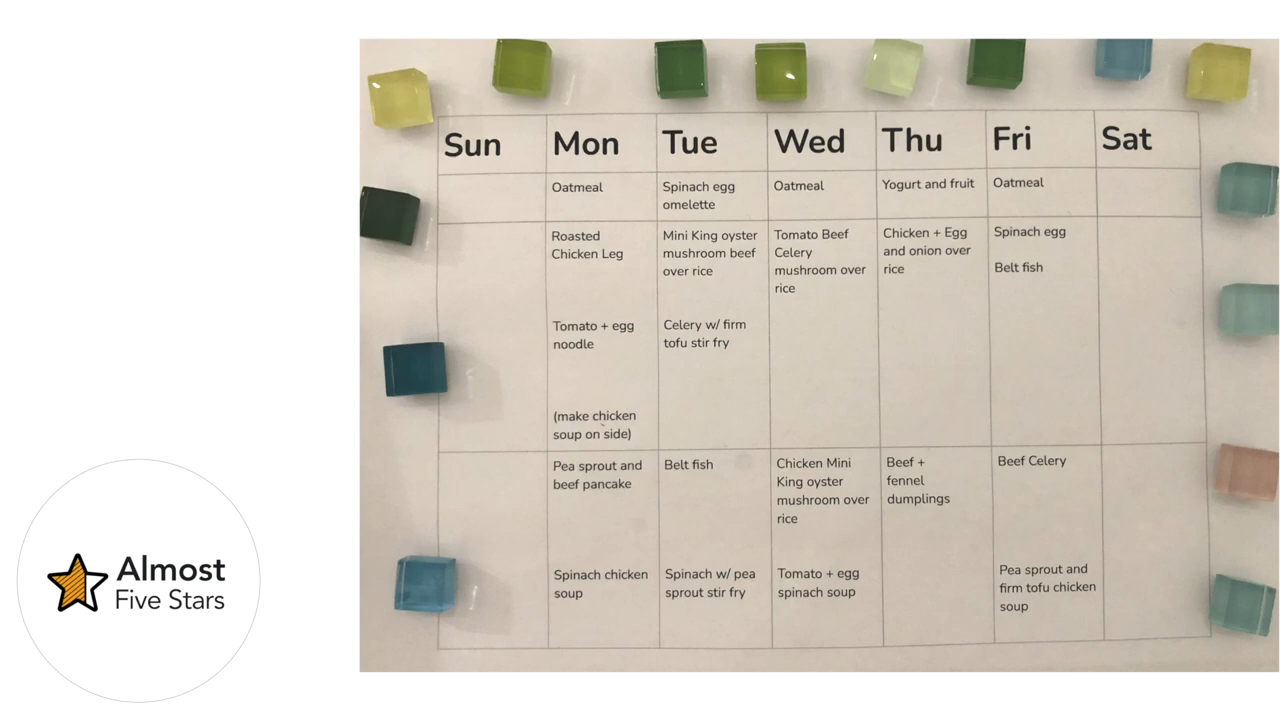 Sun Mon Tue Wed Thu Fri Sat
Oatmeal
Spinach egg
omelette
Oatmeal
Yogurt and fruit
Oatmeal
Roasted
Chicken Leg
Tomato + egg
noodle
(make chicken
soup on side)
Mini King oyster
mushroom beef
over rice
Celery w/ firm
tofu stir fry
Tomato Beef
Celery
mushroom over
rice
Chicken + Egg
and onion over
rice
Spinach egg
Belt fish
Pea sprout and
beef pancake
Spinach chicken
soup
Belt fish
Spinach w/ pea
sprout stir fry
Chicken Mini
King oyster
mushroom over
rice
Tomato + egg
spinach soup
Beef +
fennel
dumplings
Beef Celery
Pea sprout and
firm tofu chicken
soup
Almost
Five Stars